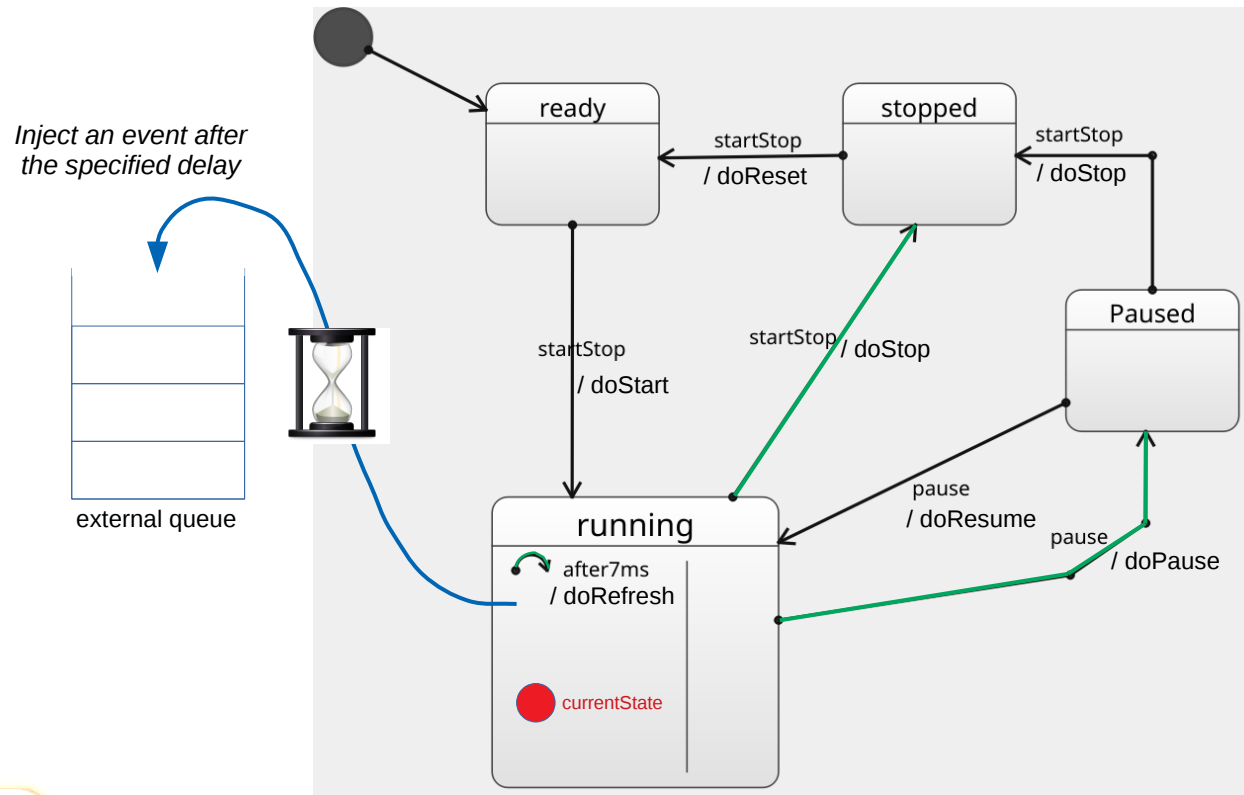 Inject an event after
the specified delay
external queue
ready
stopped
startStop
/ doReset
startStop
/ doStop
startStop
/ doStart
startStop
/ doStop
Paused
pause
/ doResume
pause
/ doPause
running
after7ms
/ doRefresh
currentState